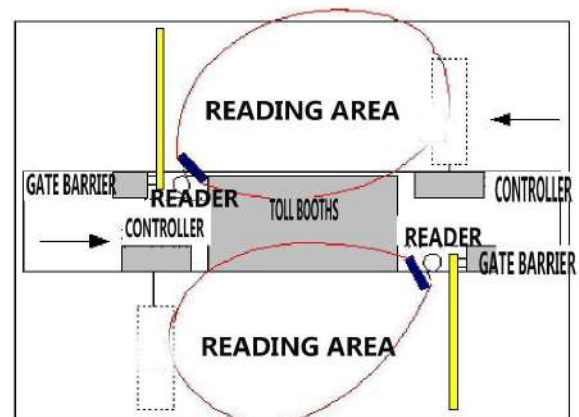 READING AREA
GATE BARRIER
READER
TOLL BOOTHS
CONTROLLER
CONTROLLER
READER
GATE BARRIER
READING AREA